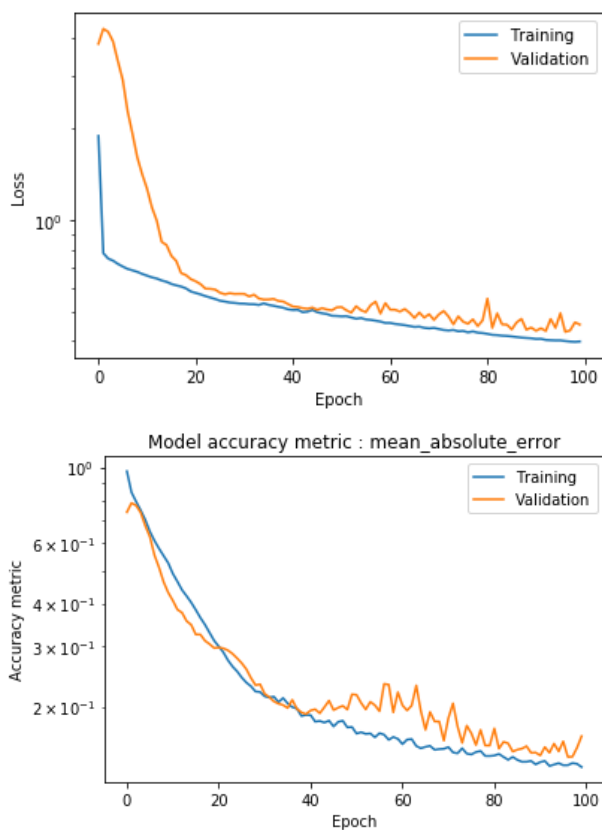 Training
Validation
Loss
10⁰
0 20 40 60 80 100
Epoch
Model accuracy metric : mean_absolute_error
Training
Validation
Accuracy metric
10⁰
6 × 10⁻¹
4 × 10⁻¹
3 × 10⁻¹
2 × 10⁻¹
0 20 40 60 80 100
Epoch